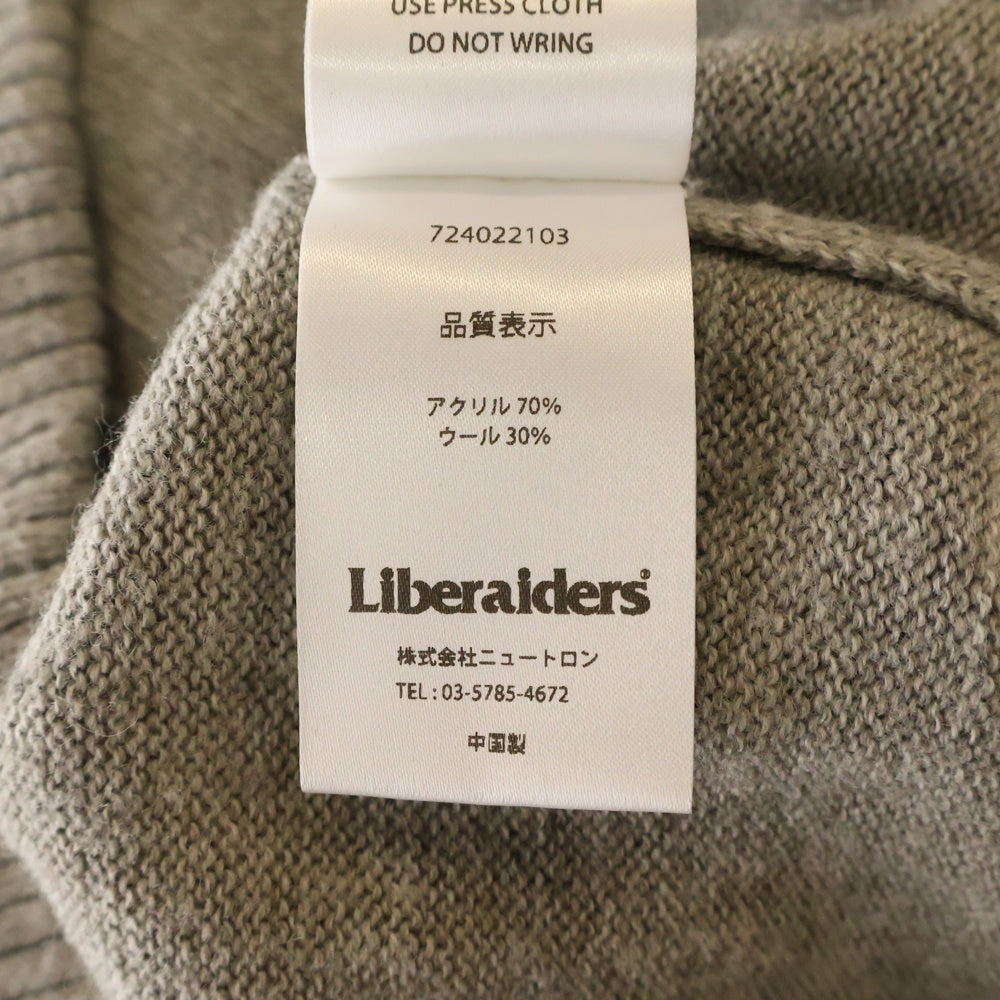 USE PRESS CLOTH
DO NOT WRING
724022103
品質表示
アクリル 70%
ウール 30%
Liberaiders®
株式会社ニュートロン
TEL : 03-5785-4672
中国製